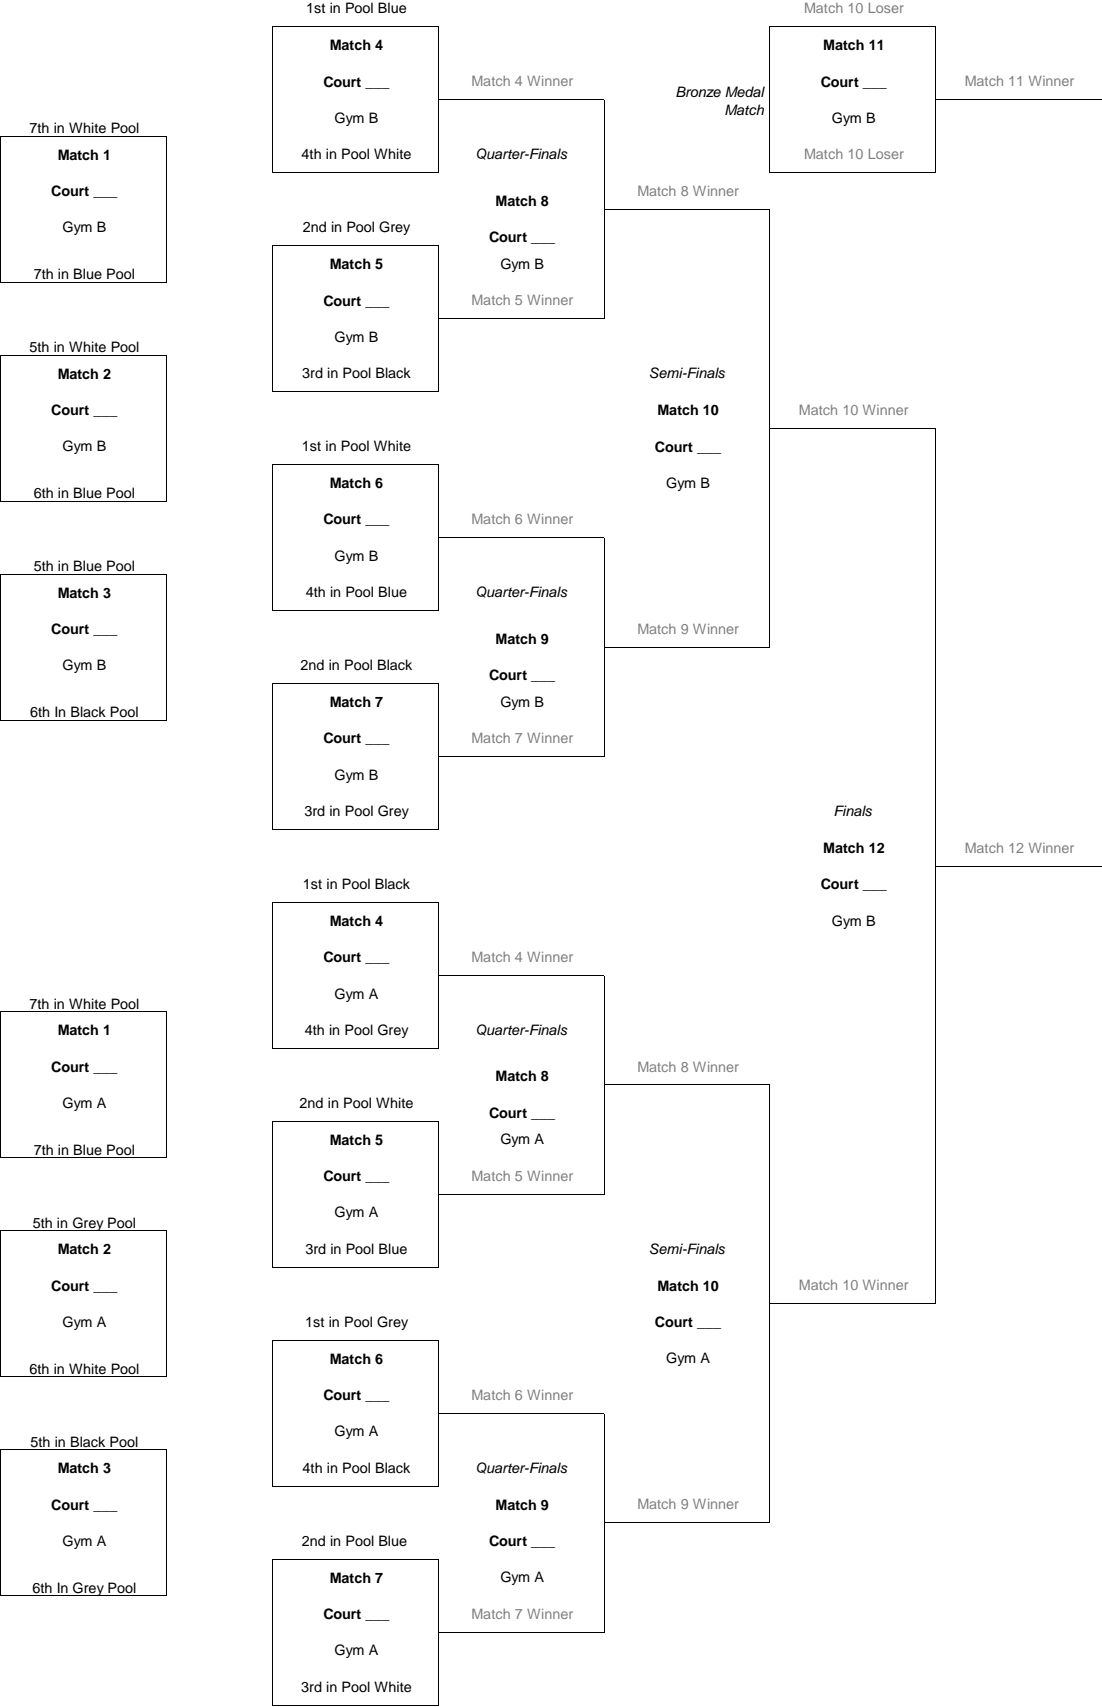 1st in Pool Blue
Match 4
Court ___
Gym B
4th in Pool White
Match 10 Loser
Match 11
Court ___
Gym B
Match 10 Loser
Bronze Medal
Match
Match 11 Winner
Match 4 Winner
Quarter-Finals
Match 8
Court ___
Gym B
Match 5 Winner
Match 8 Winner
7th in White Pool
Match 1
Court ___
Gym B
7th in Blue Pool
2nd in Pool Grey
Match 5
Court ___
Gym B
3rd in Pool Black
5th in White Pool
Match 2
Court ___
Gym B
6th in Blue Pool
Semi-Finals
Match 10
Court ___
Gym B
Match 10 Winner
1st in Pool White
Match 6
Court ___
Gym B
4th in Pool Blue
Match 6 Winner
Quarter-Finals
Match 9
Court ___
Gym B
Match 7 Winner
Match 9 Winner
5th in Blue Pool
Match 3
Court ___
Gym B
6th In Black Pool
2nd in Pool Black
Match 7
Court ___
Gym B
3rd in Pool Grey
Finals
Match 12
Court ___
Gym B
Match 12 Winner
1st in Pool Black
Match 4
Court ___
Gym A
4th in Pool Grey
Match 4 Winner
Quarter-Finals
Match 8
Court ___
Gym A
Match 5 Winner
Match 8 Winner
7th in White Pool
Match 1
Court ___
Gym A
7th in Blue Pool
2nd in Pool White
Match 5
Court ___
Gym A
3rd in Pool Blue
5th in Grey Pool
Match 2
Court ___
Gym A
6th in White Pool
Semi-Finals
Match 10
Court ___
Gym A
Match 10 Winner
1st in Pool Grey
Match 6
Court ___
Gym A
4th in Pool Black
Match 6 Winner
Quarter-Finals
Match 9
Court ___
Gym A
Match 7 Winner
Match 9 Winner
5th in Black Pool
Match 3
Court ___
Gym A
6th In Grey Pool
2nd in Pool Blue
Match 7
Court ___
Gym A
3rd in Pool White